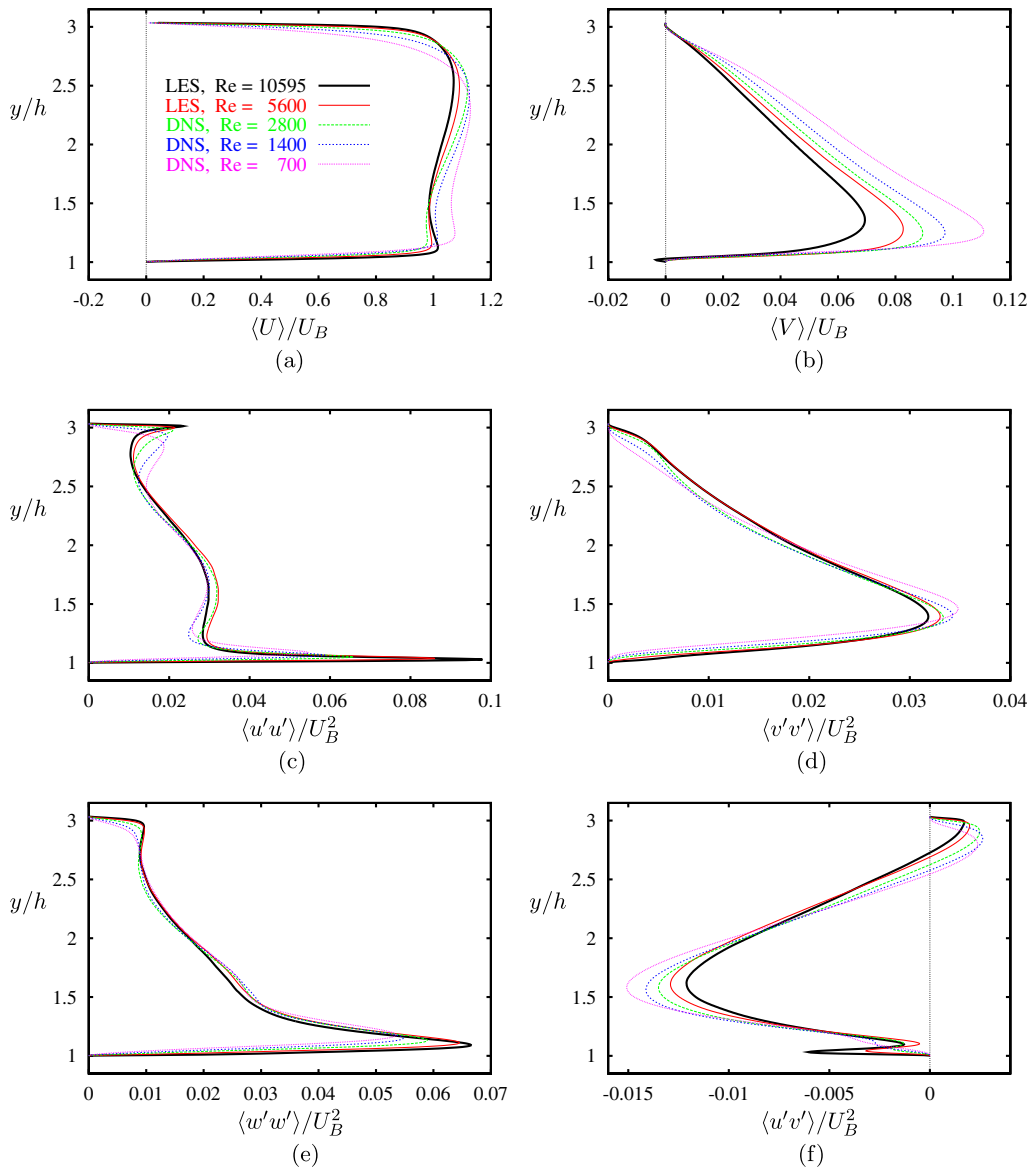 3
2.5
y/h
2
1.5
1
LES, Re = 10595
LES, Re = 5600
DNS, Re = 2800
DNS, Re = 1400
DNS, Re = 700
-0.2 0 0.2 0.4 0.6 0.8 1 1.2
⟨U⟩/U_B
(a)
3
2.5
y/h
2
1.5
1
-0.02 0 0.02 0.04 0.06 0.08 0.1 0.12
⟨V⟩/U_B
(b)
3
2.5
y/h
2
1.5
1
0 0.02 0.04 0.06 0.08 0.1
⟨u′u′⟩/U_B^2
(c)
3
2.5
y/h
2
1.5
1
0 0.01 0.02 0.03 0.04
⟨v′v′⟩/U_B^2
(d)
3
2.5
y/h
2
1.5
1
0 0.01 0.02 0.03 0.04 0.05 0.06 0.07
⟨w′w′⟩/U_B^2
(e)
3
2.5
y/h
2
1.5
1
-0.015 -0.01 -0.005 0
⟨u′v′⟩/U_B^2
(f)